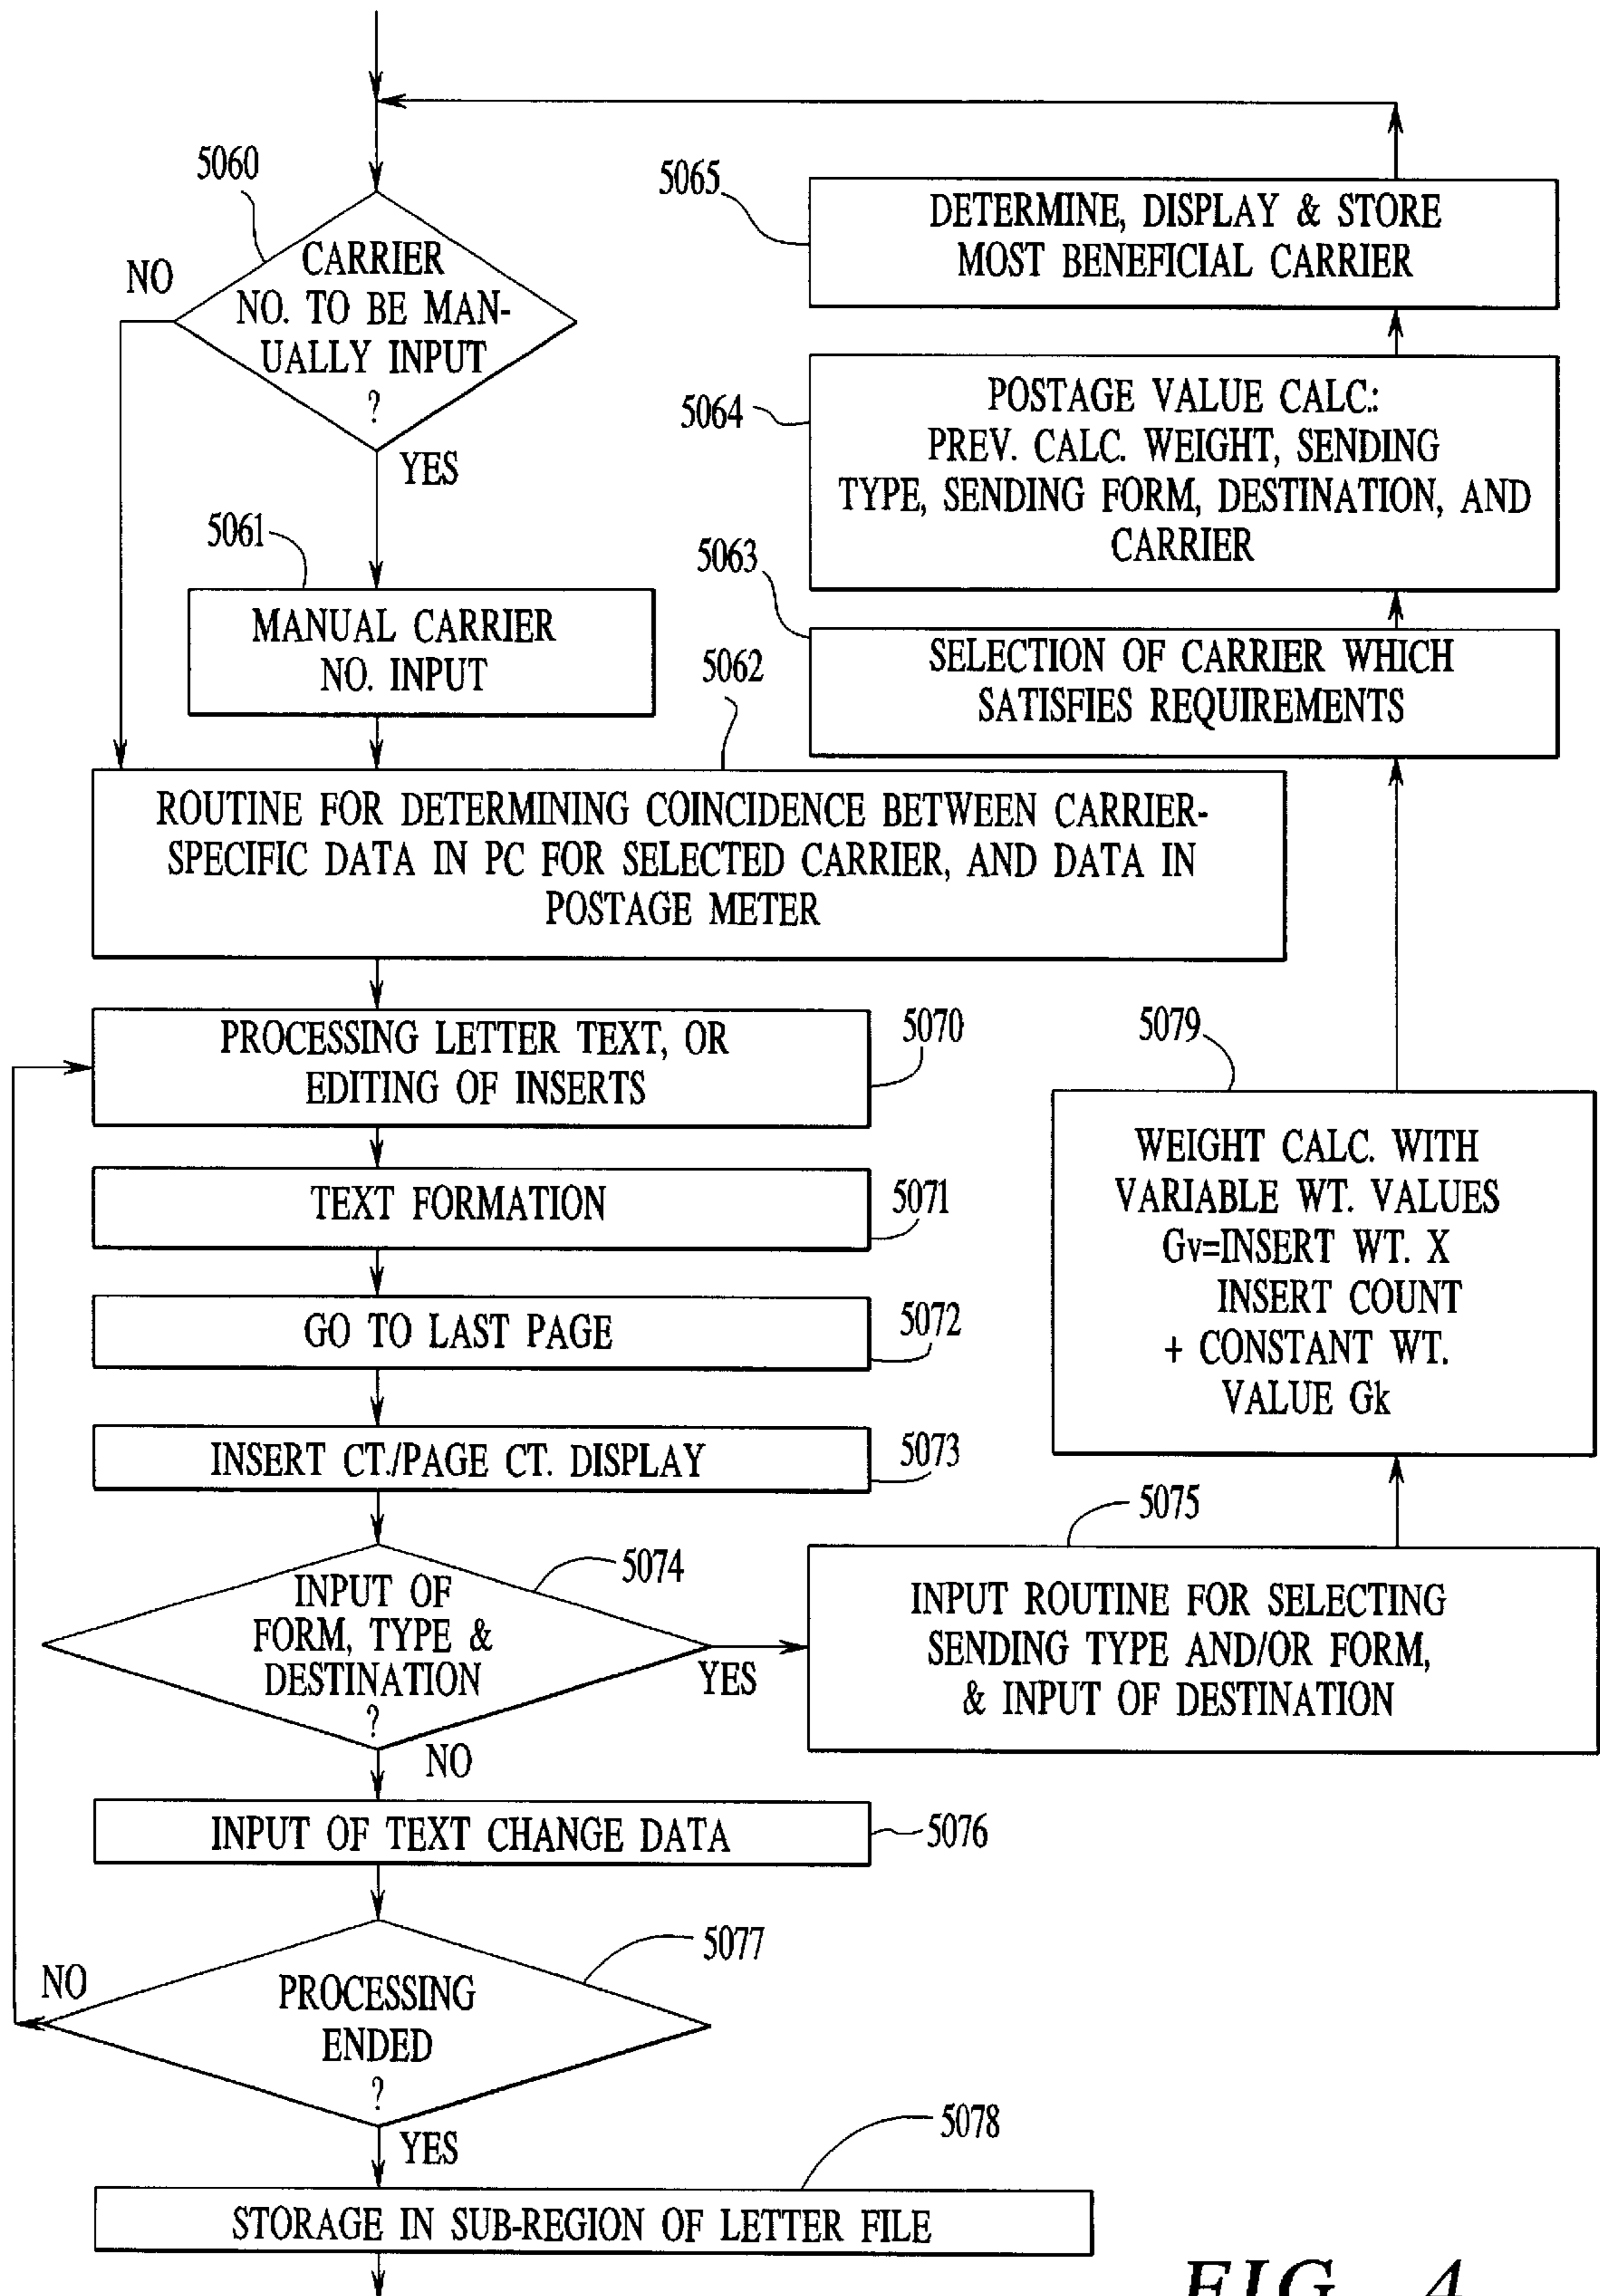 5060
NO
CARRIER
NO. TO BE MAN-
UALLY INPUT
?
YES
5061
MANUAL CARRIER
NO. INPUT
5065
DETERMINE, DISPLAY & STORE
MOST BENEFICIAL CARRIER
5064
POSTAGE VALUE CALC.:
PREV. CALC. WEIGHT, SENDING
TYPE, SENDING FORM, DESTINATION, AND
CARRIER
5063
SELECTION OF CARRIER WHICH
SATISFIES REQUIREMENTS
5062
ROUTINE FOR DETERMINING COINCIDENCE BETWEEN CARRIER-
SPECIFIC DATA IN PC FOR SELECTED CARRIER, AND DATA IN
POSTAGE METER
PROCESSING LETTER TEXT, OR
EDITING OF INSERTS
5070
TEXT FORMATION
5071
GO TO LAST PAGE
5072
INSERT CT./PAGE CT. DISPLAY
5073
5079
WEIGHT CALC. WITH
VARIABLE WT. VALUES
Gv=INSERT WT. X
INSERT COUNT
+ CONSTANT WT.
VALUE Gk
5074
INPUT OF
FORM, TYPE &
DESTINATION
?
YES
NO
5075
INPUT ROUTINE FOR SELECTING
SENDING TYPE AND/OR FORM,
& INPUT OF DESTINATION
INPUT OF TEXT CHANGE DATA
5076
5077
NO
PROCESSING
ENDED
?
YES
5078
STORAGE IN SUB-REGION OF LETTER FILE
FIG. 4